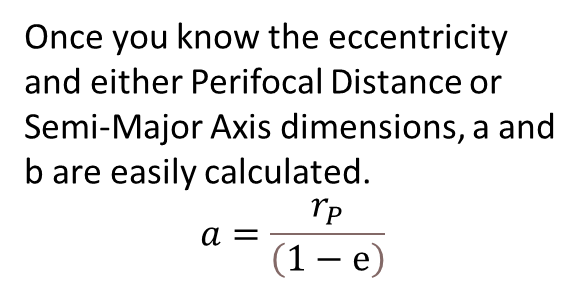 Once you know the eccentricity
and either Perifocal Distance or
Semi-Major Axis dimensions, a and
b are easily calculated.
a = r_P / (1 − e)